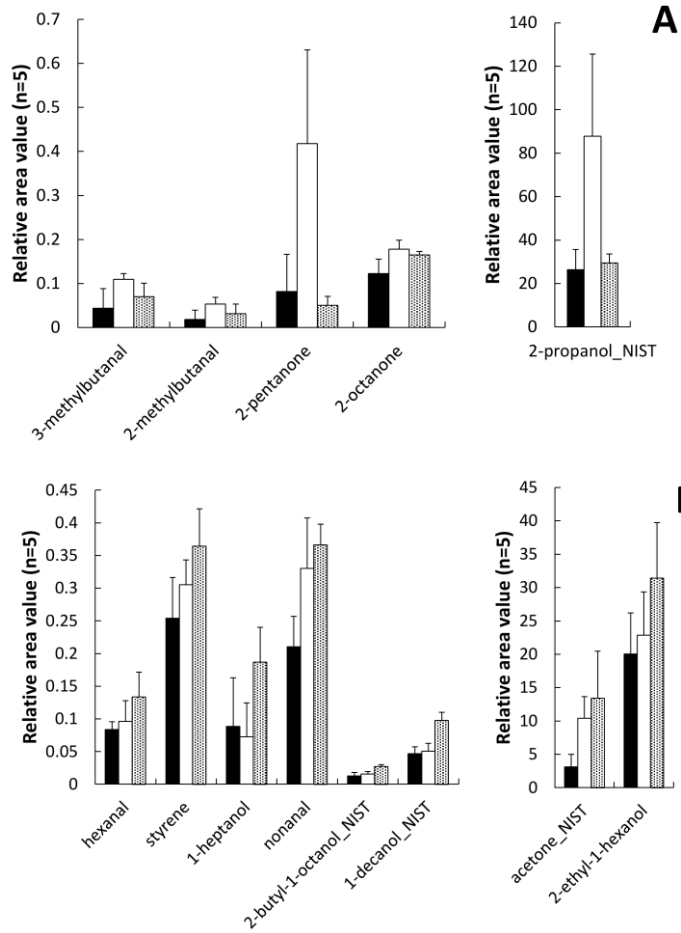 A
Relative area value (n=5)
0.7
0.6
0.5
0.4
0.3
0.2
0.1
0
3-methylbutanal
2-methylbutanal
2-pentanone
2-octanone
Relative area value (n=5)
140
120
100
80
60
40
20
0
2-propanol_NIST
Relative area value (n=5)
0.45
0.4
0.35
0.3
0.25
0.2
0.15
0.1
0.05
0
hexanal
styrene
1-heptanol
nonanal
2-butyl-1-octanol_NIST
1-decanol_NIST
Relative area value (n=5)
45
40
35
30
25
20
15
10
5
0
acetone_NIST
2-ethyl-1-hexanol